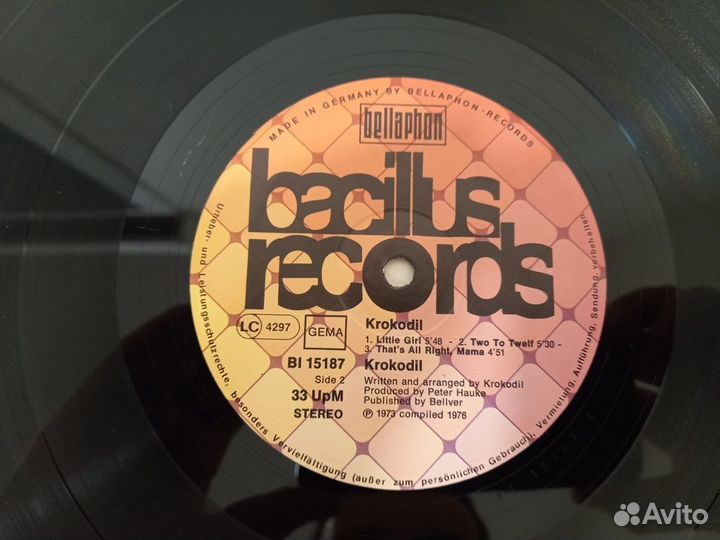 MADE IN GERMANY BY BELLAPHON-RECORDS
bellaphon
bacillus
records
LC 4297
GEMA
BI 15187
Side 2
33 UpM
STEREO
Krokodil
1. Little Girl 5'48 - 2. Two To Twelf 5'30 -
3. That's All Right, Mama 4'51
Krokodil
Written and arranged by Krokodil
Produced by Peter Hauke
Published by Bellver
℗ 1973 compiled 1976
Urheber- und Leistungsschutzrechte, besonders Vervielfältigung (außer zum persönlichen Gebrauch), Vermietung, Aufführung, Sendung vorbehalten
Avito